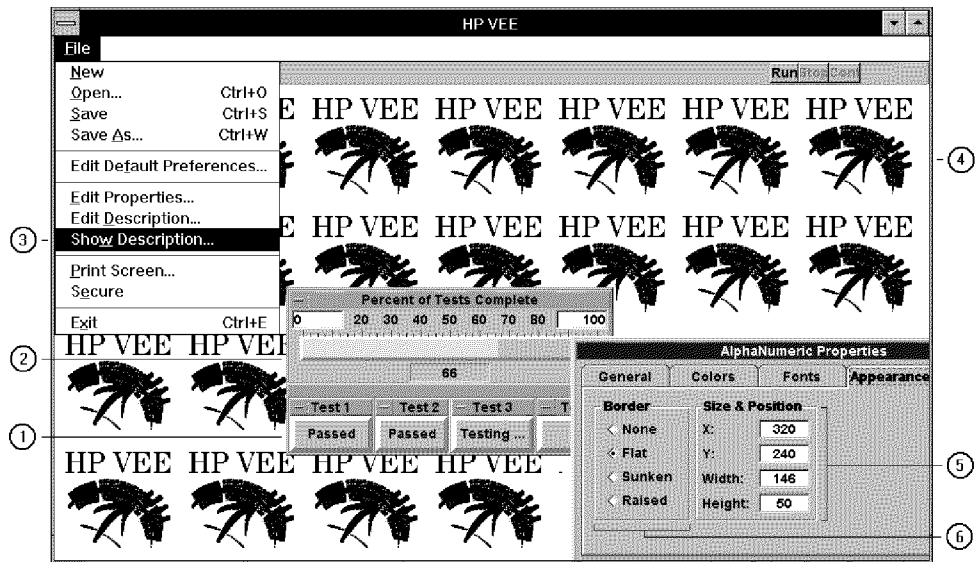 HP VEE
File
Run Stop Cont
New
Open... Ctrl+O
Save Ctrl+S
Save As... Ctrl+W
Edit Default Preferences...
Edit Properties...
Edit Description...
Show Description...
Print Screen...
Secure
Exit Ctrl+E
E HP VEE HP VEE HP VEE HP VEE HP VEE
E HP VEE HP VEE HP VEE HP VEE HP VEE
HP VEE HP VEE
HP VEE HP VEE HP VEE HP VEE
Percent of Tests Complete
0 20 30 40 50 60 70 80 100
66
Test 1 Test 2 Test 3 T
Passed Passed Testing ...
AlphaNumeric Properties
General Colors Fonts Appearance
Border
None
Flat
Sunken
Raised
Size & Position
X: 320
Y: 240
Width: 146
Height: 50
3
2
1
4
5
6